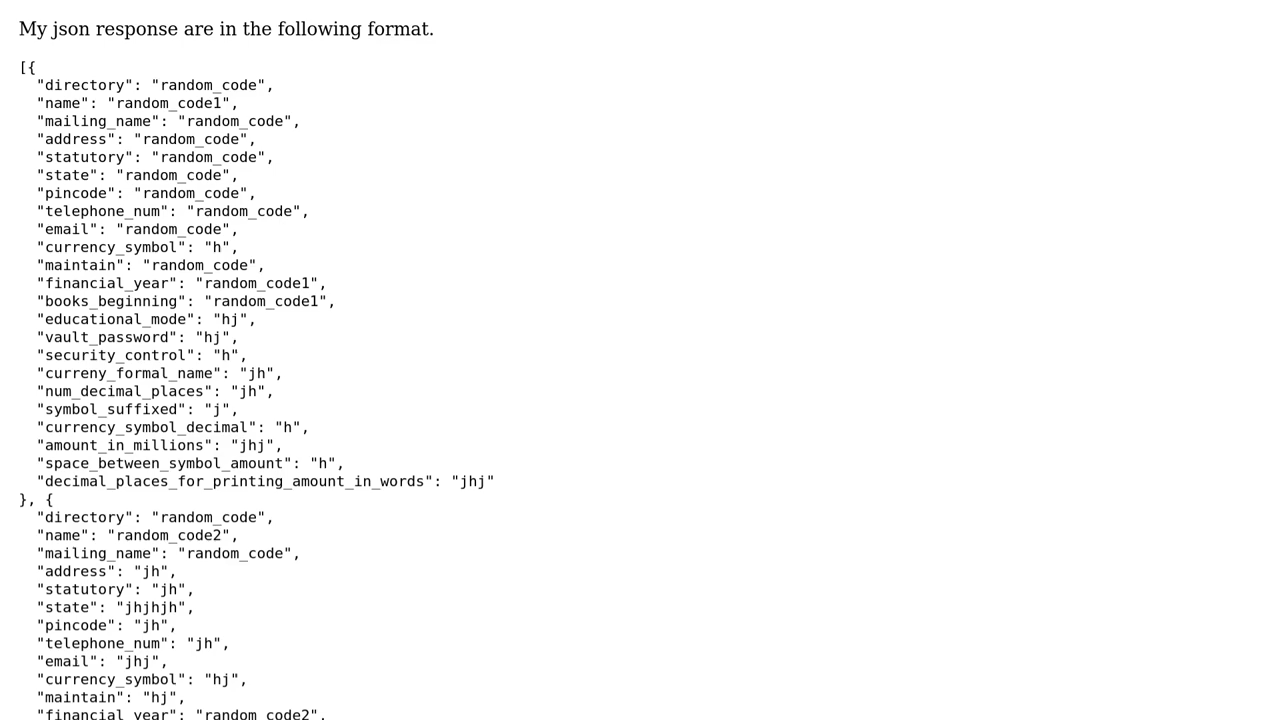 My json response are in the following format.
[{
  "directory": "random_code",
  "name": "random_code1",
  "mailing_name": "random_code",
  "address": "random_code",
  "statutory": "random_code",
  "state": "random_code",
  "pincode": "random_code",
  "telephone_num": "random_code",
  "email": "random_code",
  "currency_symbol": "h",
  "maintain": "random_code",
  "financial_year": "random_code1",
  "books_beginning": "random_code1",
  "educational_mode": "hj",
  "vault_password": "hj",
  "security_control": "h",
  "curreny_formal_name": "jh",
  "num_decimal_places": "jh",
  "symbol_suffixed": "j",
  "currency_symbol_decimal": "h",
  "amount_in_millions": "jhj",
  "space_between_symbol_amount": "h",
  "decimal_places_for_printing_amount_in_words": "jhj"
}, {
  "directory": "random_code",
  "name": "random_code2",
  "mailing_name": "random_code",
  "address": "jh",
  "statutory": "jh",
  "state": "jhjhjh",
  "pincode": "jh",
  "telephone_num": "jh",
  "email": "jhj",
  "currency_symbol": "hj",
  "maintain": "hj",
  "financial_year": "random_code2",